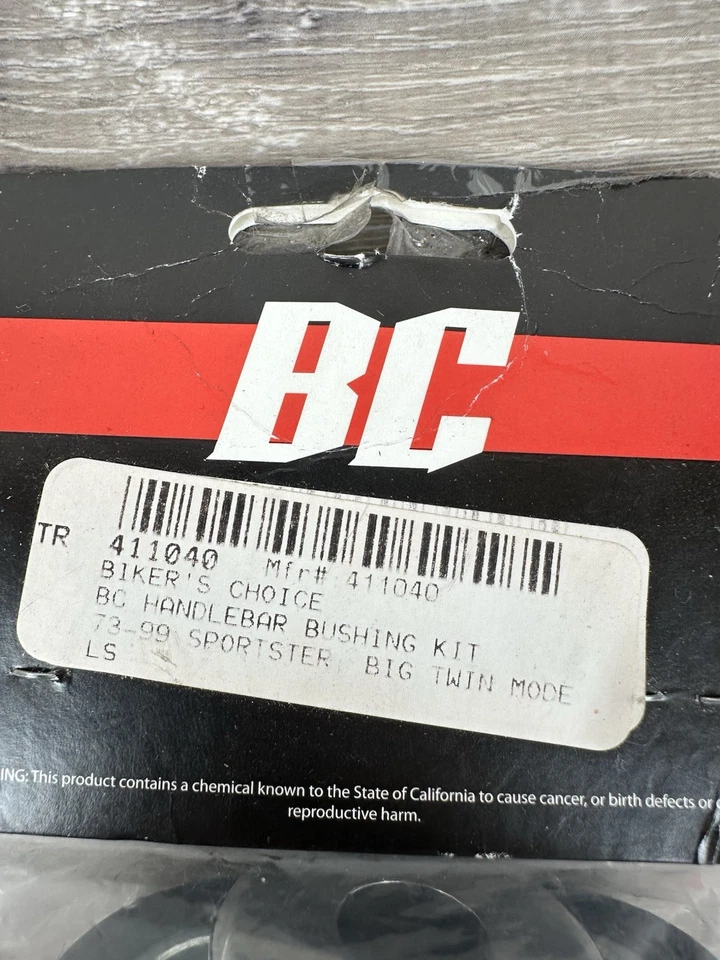 BC
TR 411040 Mfr# 411040
BIKER'S CHOICE
BC HANDLEBAR BUSHING KIT
73-99 SPORTSTER BIG TWIN MODE
LS
ING: This product contains a chemical known to the State of California to cause cancer, or birth defects or
reproductive harm.